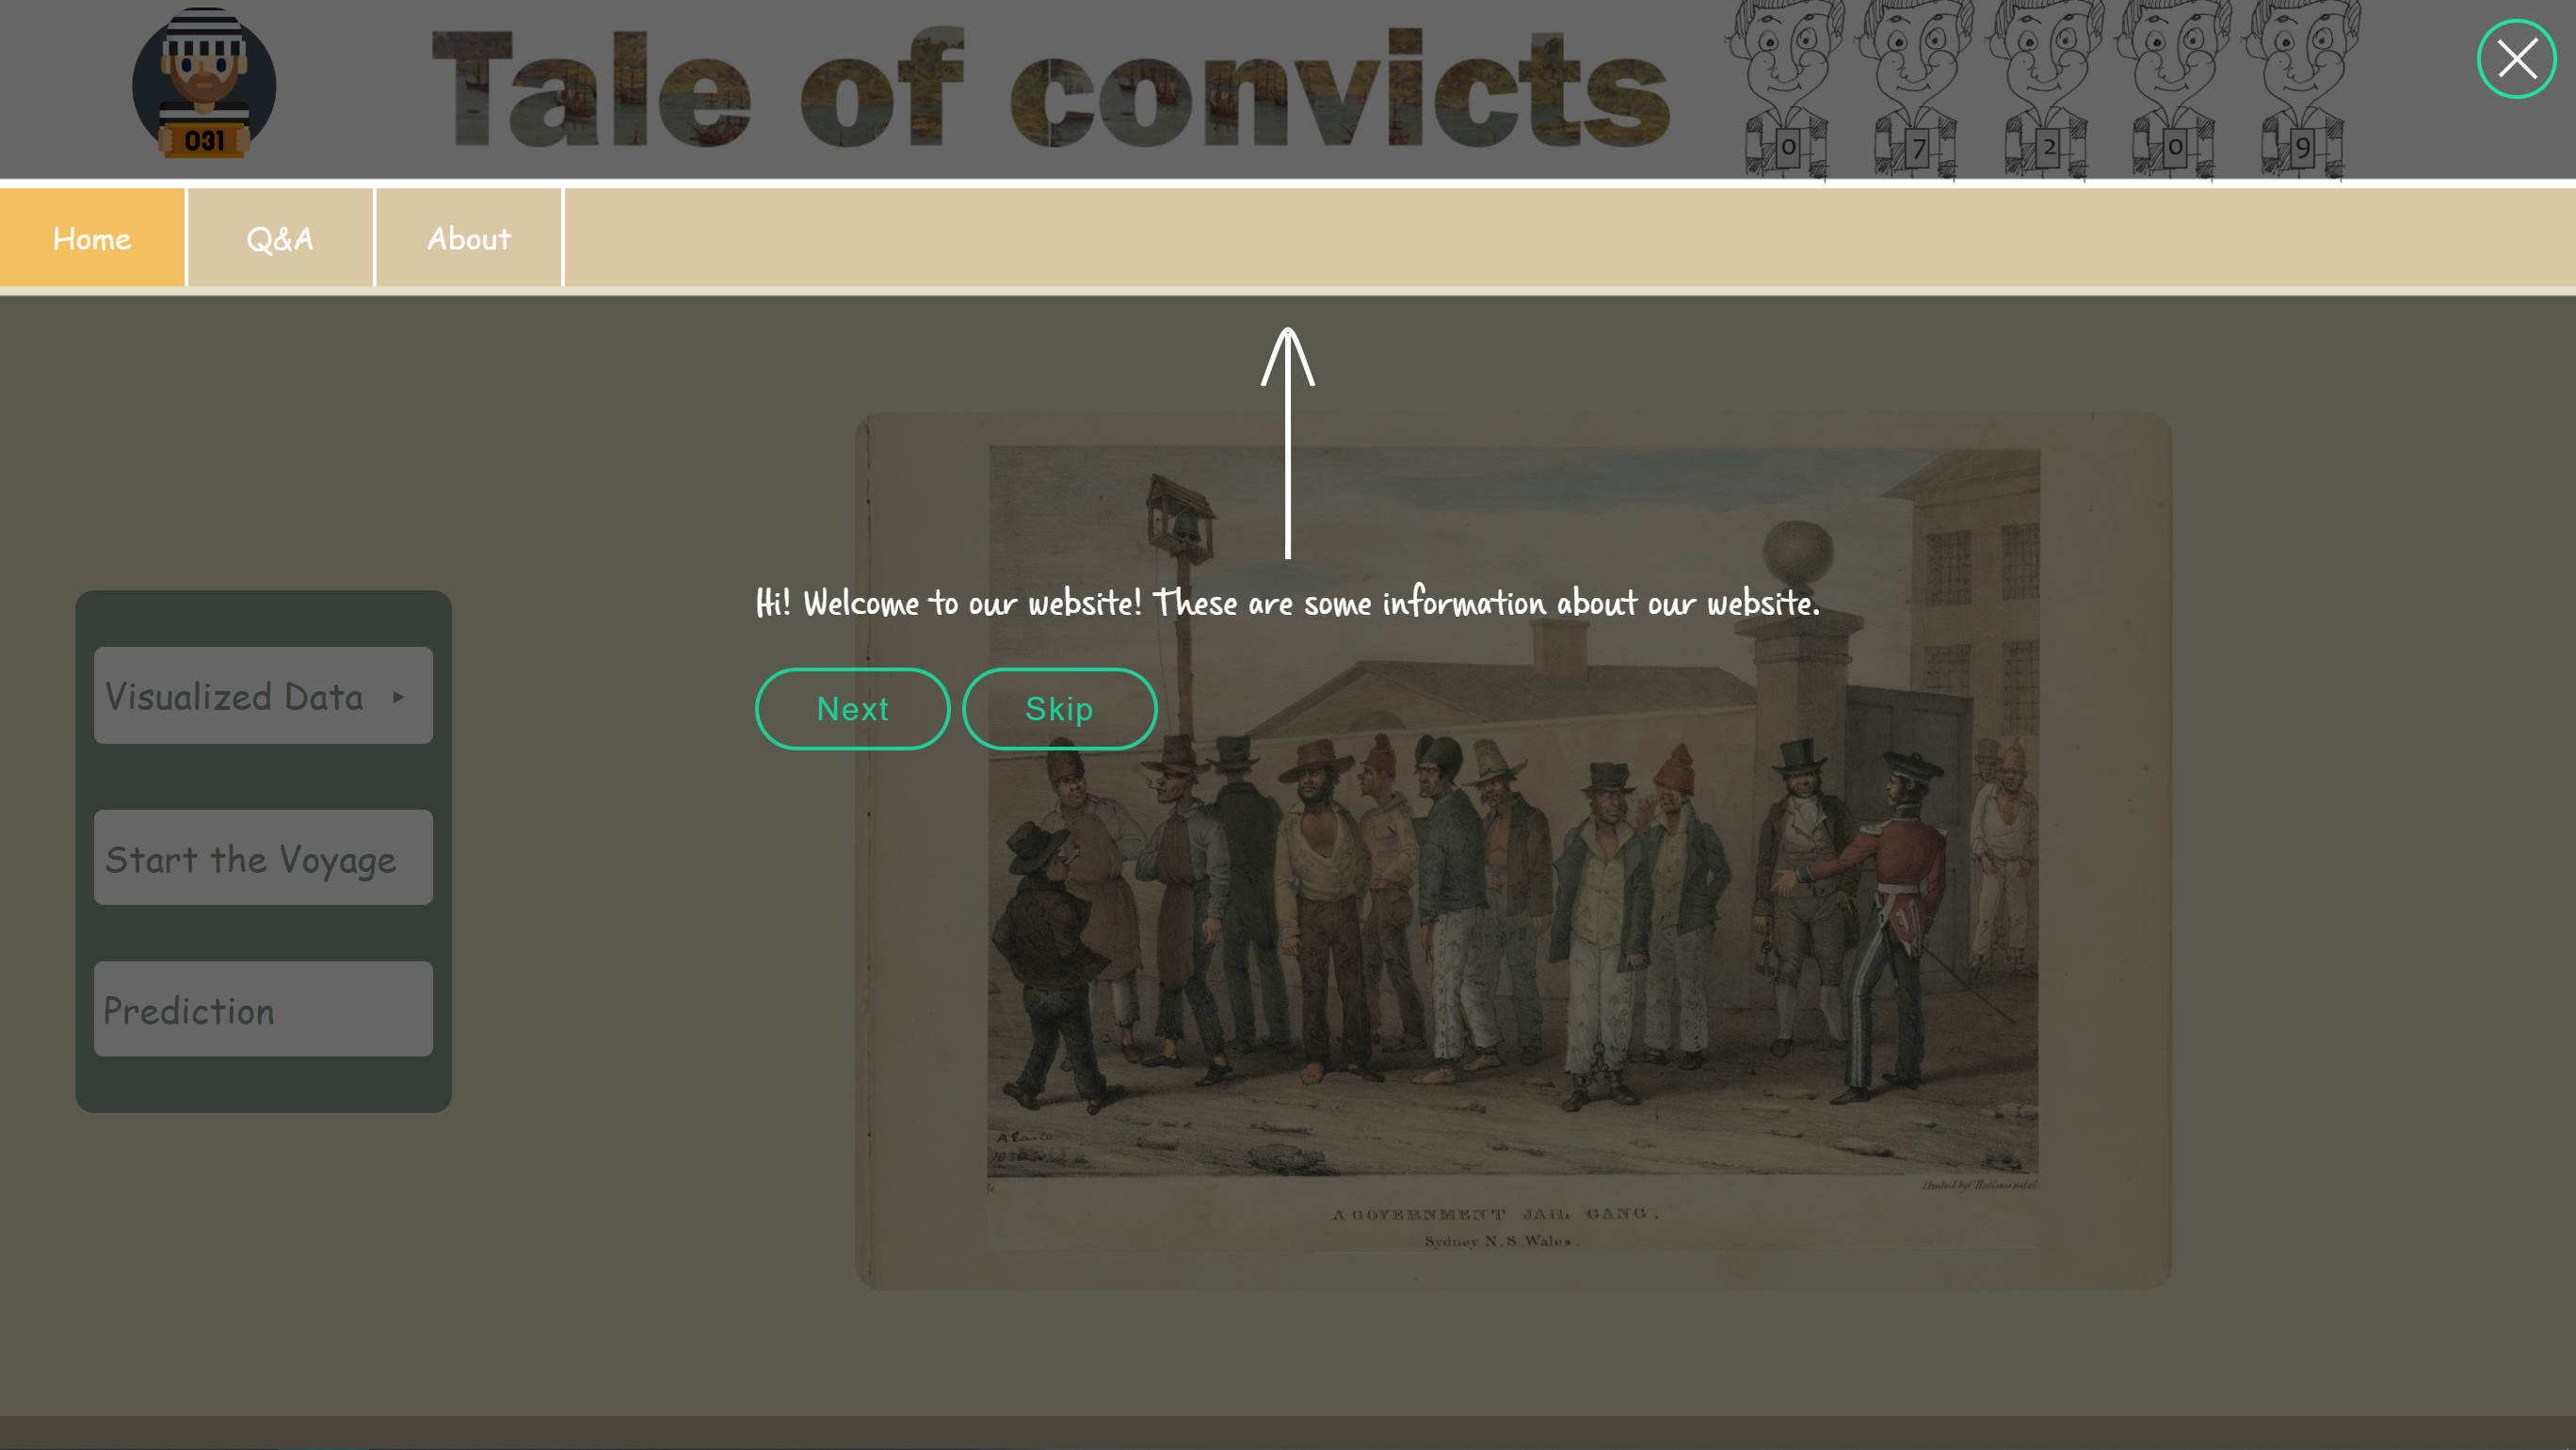 031
Tale of convicts
0 7 2 0 9
Home
Q&A
About
Hi! Welcome to our website! These are some information about our website.
Next
Skip
Visualized Data
Start the Voyage
Prediction
1830
A GOVERNMENT JAIL GANG.
Sydney N.S.Wales.